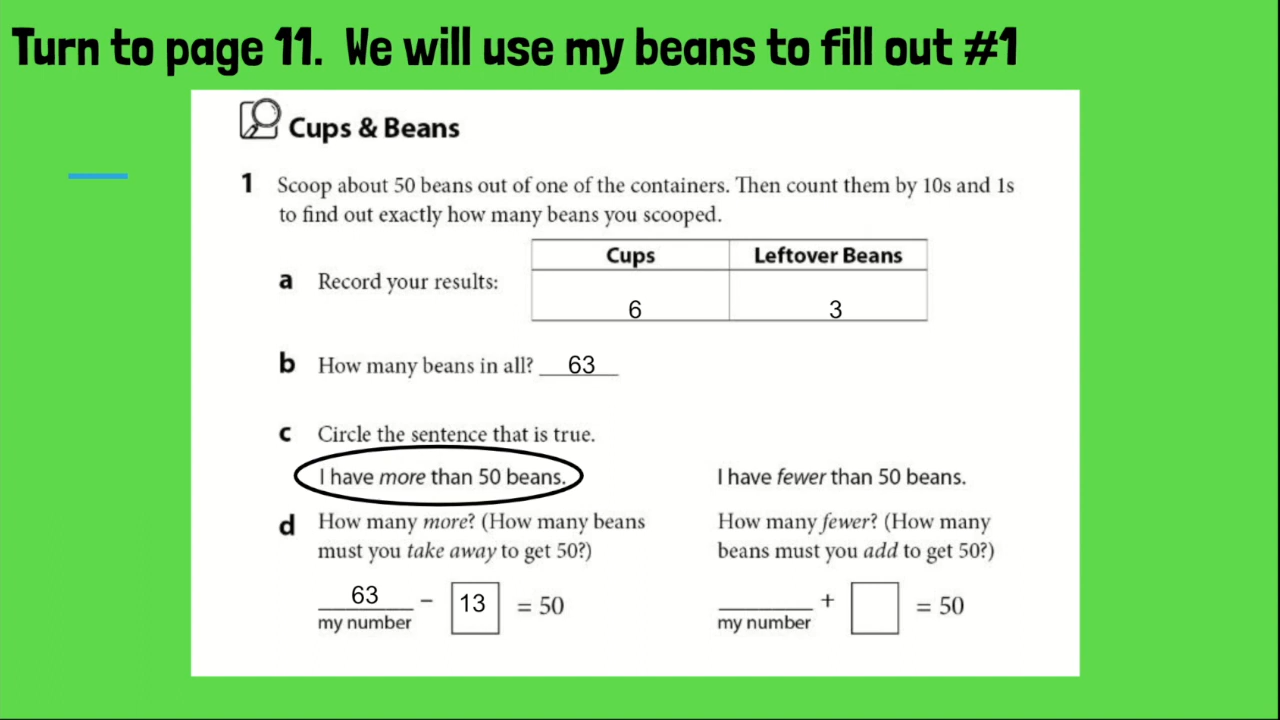 Turn to page 11.  We will use my beans to fill out #1
Cups & Beans
1 Scoop about 50 beans out of one of the containers. Then count them by 10s and 1s
to find out exactly how many beans you scooped.
Cups Leftover Beans
a Record your results:
6 3
b How many beans in all? 63
c Circle the sentence that is true.
I have more than 50 beans. I have fewer than 50 beans.
d How many more? (How many beans
must you take away to get 50?)
63 - 13 = 50
my number
How many fewer? (How many
beans must you add to get 50?)
____ + = 50
my number